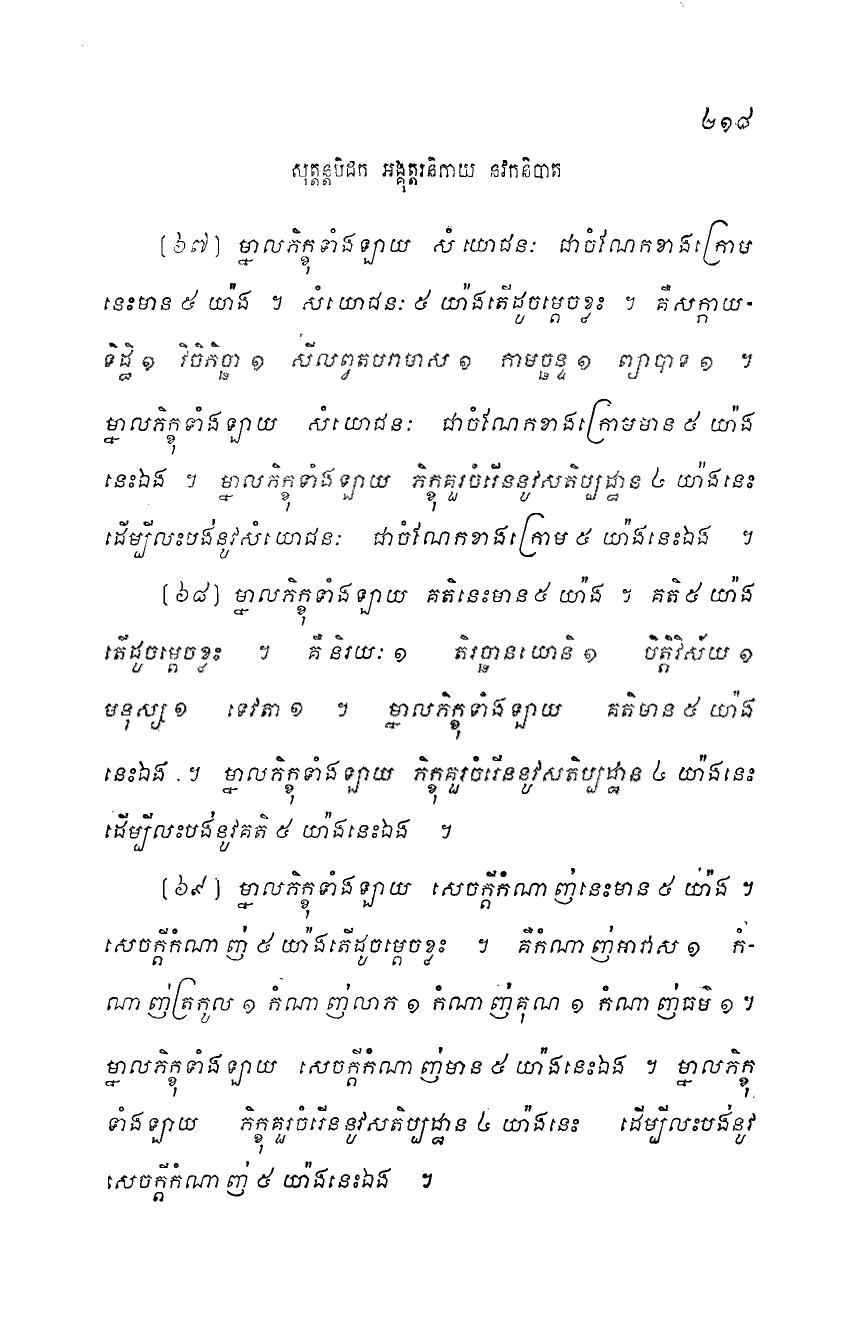 ២១៨
សុត្តន្តបិដក អង្គុត្តរនិកាយ នវកនិបាត
(៦៧) ម្នាលភិក្ខុទាំងឡាយ សំយោជនៈ ជាចំណែកខាងក្រោម
នេះមាន ៥ យ៉ាង ។ សំយោជនៈ ៥ យ៉ាងតើដូចម្តេចខ្លះ ។ គឺសក្កាយ-
ទិដ្ឋិ ១ វិចិកិច្ឆា ១ សីលព្វតបរាមាស ១ កាមច្ឆន្ទ ១ ព្យាបាទ ១ ។
ម្នាលភិក្ខុទាំងឡាយ សំយោជនៈ ជាចំណែកខាងក្រោមមាន ៥ យ៉ាង
នេះឯង ។ ម្នាលភិក្ខុទាំងឡាយ ភិក្ខុគួរចំរើននូវសតិប្បដ្ឋាន ៤ យ៉ាងនេះ
ដើម្បីលះបង់នូវសំយោជនៈ ជាចំណែកខាងក្រោម ៥ យ៉ាងនេះឯង ។
(៦៨) ម្នាលភិក្ខុទាំងឡាយ គតិនេះមាន ៥ យ៉ាង ។ គតិ ៥ យ៉ាង
តើដូចម្តេចខ្លះ ។ គឺ និរយៈ ១ តិរច្ឆានយោនិ ១ បិត្តិវិស័យ ១
មនុស្ស ១ ទេវតា ១ ។ ម្នាលភិក្ខុទាំងឡាយ គតិមាន ៥ យ៉ាង
នេះឯង ។ ម្នាលភិក្ខុទាំងឡាយ ភិក្ខុគួរចំរើននូវសតិប្បដ្ឋាន ៤ យ៉ាងនេះ
ដើម្បីលះបង់នូវគតិ ៥ យ៉ាងនេះឯង ។
(៦៩) ម្នាលភិក្ខុទាំងឡាយ សេចក្តីកំណាញ់នេះមាន ៥ យ៉ាង ។
សេចក្តីកំណាញ់ ៥ យ៉ាងតើដូចម្តេចខ្លះ ។ គឺកំណាញ់អាវាស ១ កំ-
ណាញ់ត្រកូល ១ កំណាញ់លាភ ១ កំណាញ់គុណ ១ កំណាញ់ធម៌ ១ ។
ម្នាលភិក្ខុទាំងឡាយ សេចក្តីកំណាញ់មាន ៥ យ៉ាងនេះឯង ។ ម្នាលភិក្ខុ
ទាំងឡាយ ភិក្ខុគួរចំរើននូវសតិប្បដ្ឋាន ៤ យ៉ាងនេះ ដើម្បីលះបង់នូវ
សេចក្តីកំណាញ់ ៥ យ៉ាងនេះឯង ។